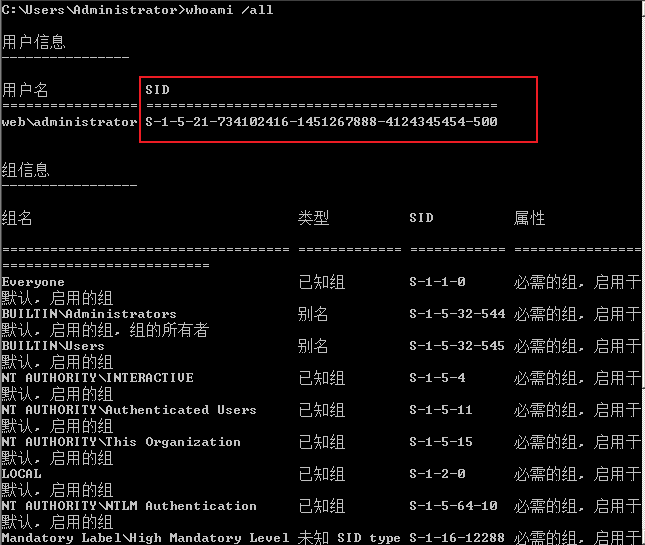 C:\Users\Administrator>whoami /all
用户信息
----------------
用户名 SID
================= ============================================
web\administrator S-1-5-21-734102416-1451267888-4124345454-500
组信息
-----------------
组名 类型 SID 属性
==================================== ============= ============ ================
==========================
Everyone 已知组 S-1-1-0 必需的组，启用于
默认，启用的组
BUILTIN\Administrators 别名 S-1-5-32-544 必需的组，启用于
默认，启用的组，组的所有者
BUILTIN\Users 别名 S-1-5-32-545 必需的组，启用于
默认，启用的组
NT AUTHORITY\INTERACTIVE 已知组 S-1-5-4 必需的组，启用于
默认，启用的组
NT AUTHORITY\Authenticated Users 已知组 S-1-5-11 必需的组，启用于
默认，启用的组
NT AUTHORITY\This Organization 已知组 S-1-5-15 必需的组，启用于
默认，启用的组
LOCAL 已知组 S-1-2-0 必需的组，启用于
默认，启用的组
NT AUTHORITY\NTLM Authentication 已知组 S-1-5-64-10 必需的组，启用于
默认，启用的组
Mandatory Label\High Mandatory Level 未知 SID type S-1-16-12288 必需的组，启用于